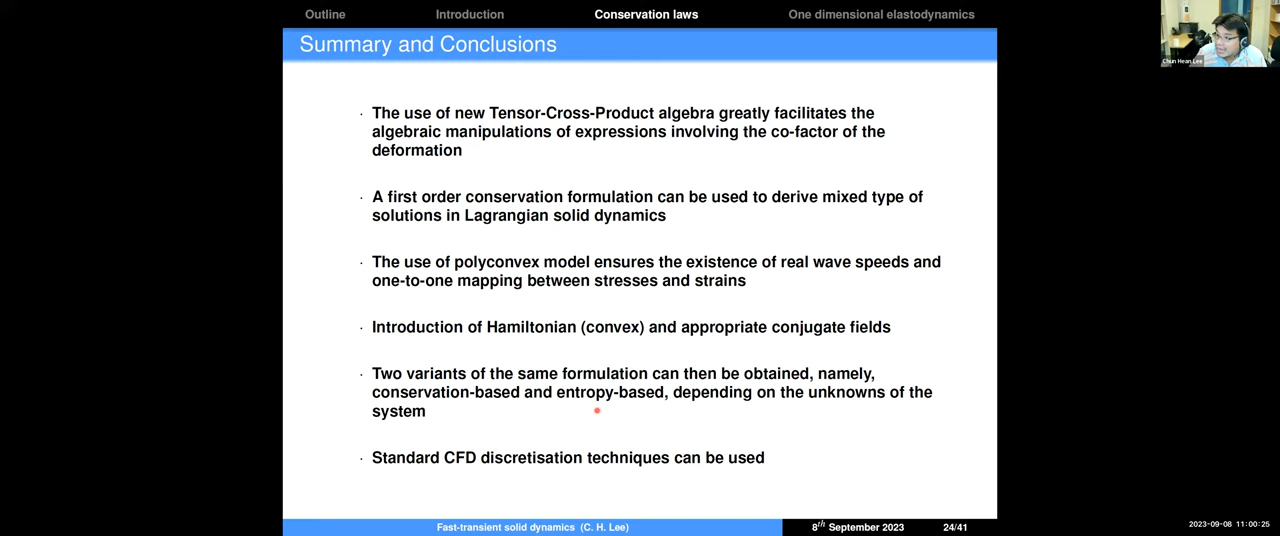 Outline Introduction Conservation laws One dimensional elastodynamics
Summary and Conclusions
Chun Hean Lee
· The use of new Tensor-Cross-Product algebra greatly facilitates the
algebraic manipulations of expressions involving the co-factor of the
deformation
· A first order conservation formulation can be used to derive mixed type of
solutions in Lagrangian solid dynamics
· The use of polyconvex model ensures the existence of real wave speeds and
one-to-one mapping between stresses and strains
· Introduction of Hamiltonian (convex) and appropriate conjugate fields
· Two variants of the same formulation can then be obtained, namely,
conservation-based and entropy-based, depending on the unknowns of the
system
· Standard CFD discretisation techniques can be used
Fast-transient solid dynamics (C. H. Lee) 8th September 2023 24/41
2023-09-08 11:00:25